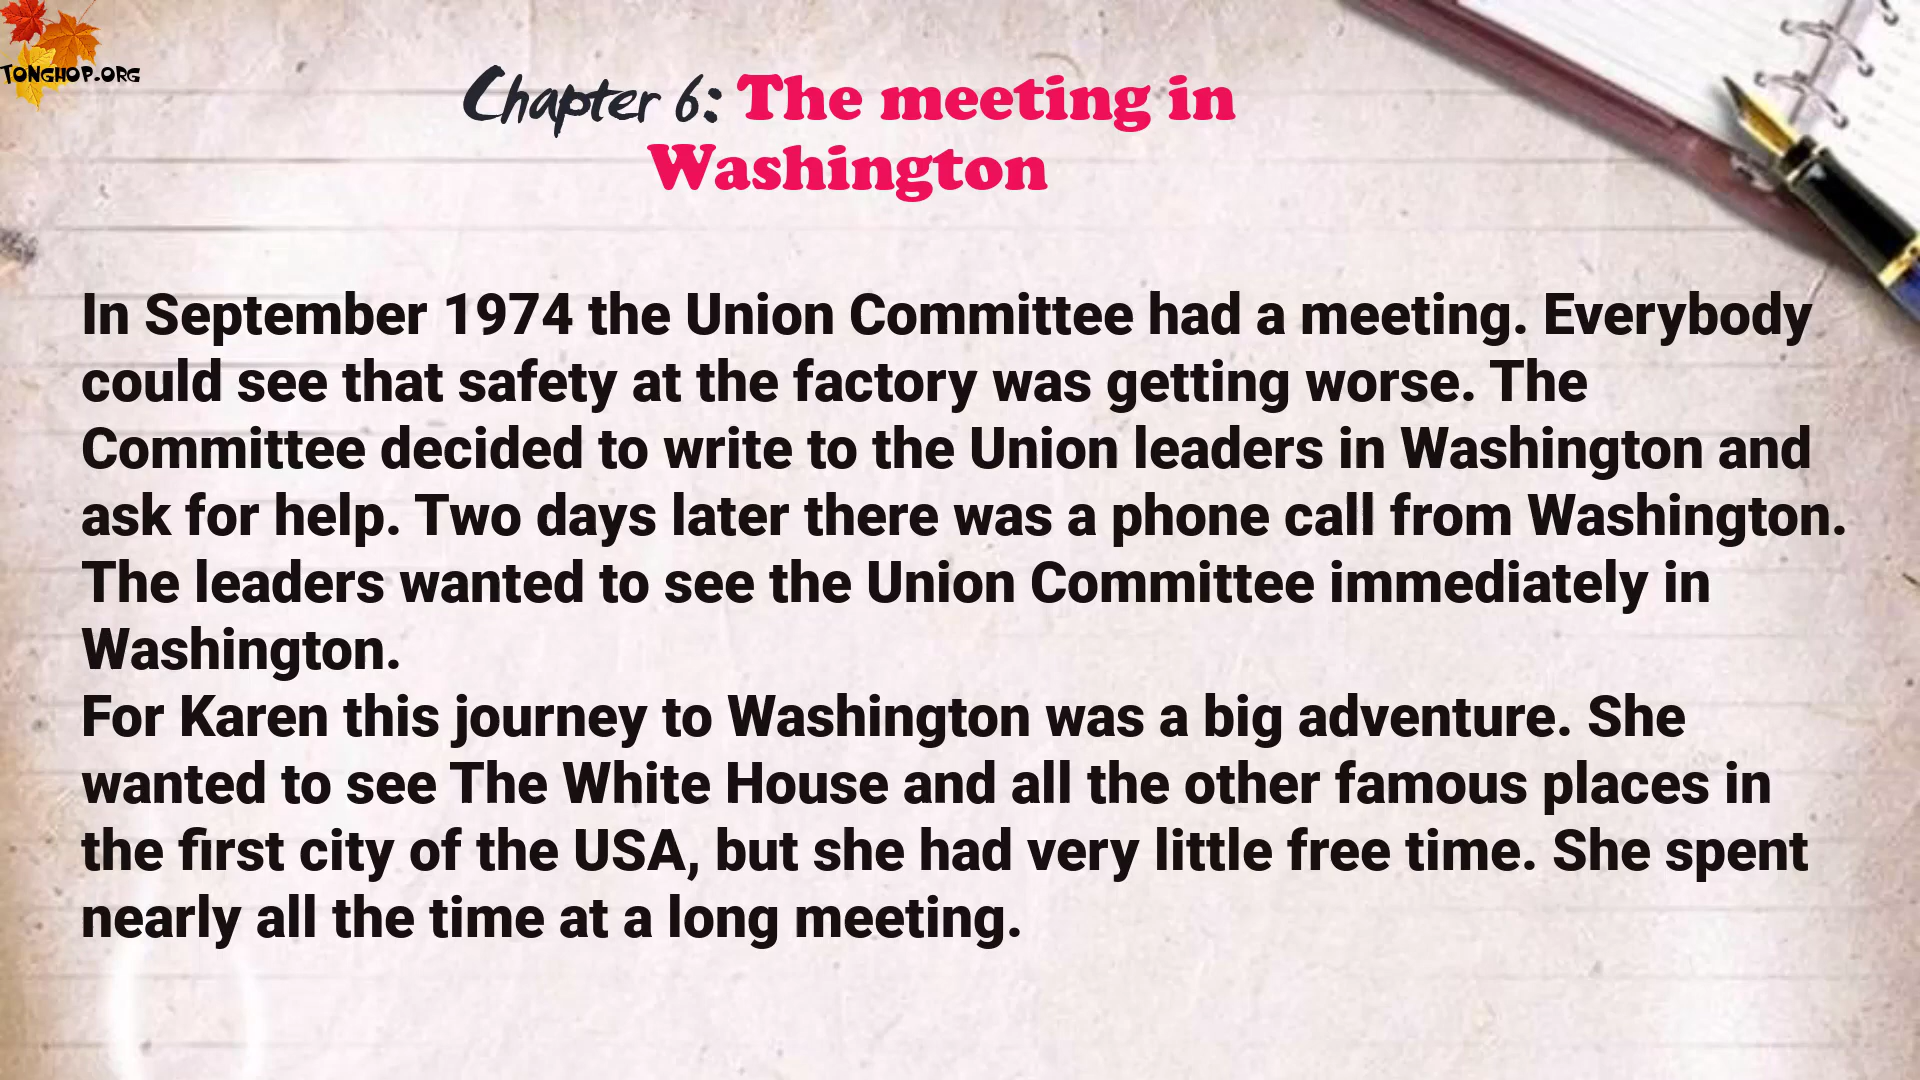 TONGHOP.ORG
Chapter 6: The meeting in
Washington
In September 1974 the Union Committee had a meeting. Everybody
could see that safety at the factory was getting worse. The
Committee decided to write to the Union leaders in Washington and
ask for help. Two days later there was a phone call from Washington.
The leaders wanted to see the Union Committee immediately in
Washington.
For Karen this journey to Washington was a big adventure. She
wanted to see The White House and all the other famous places in
the first city of the USA, but she had very little free time. She spent
nearly all the time at a long meeting.